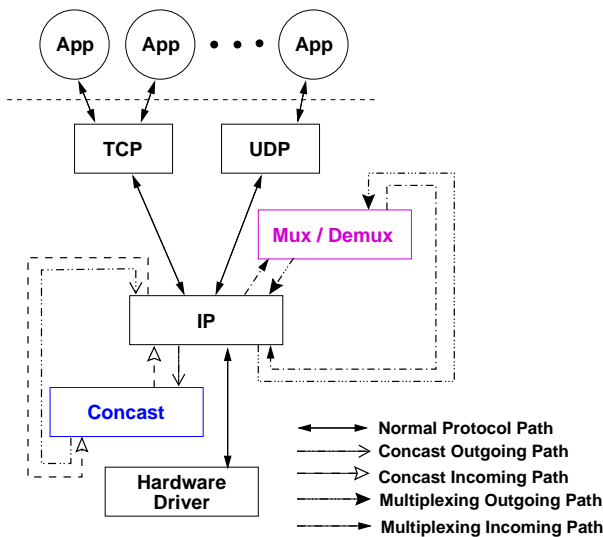 App App App
TCP UDP
Mux / Demux
IP
Concast
Hardware
Driver
Normal Protocol Path
Concast Outgoing Path
Concast Incoming Path
Multiplexing Outgoing Path
Multiplexing Incoming Path